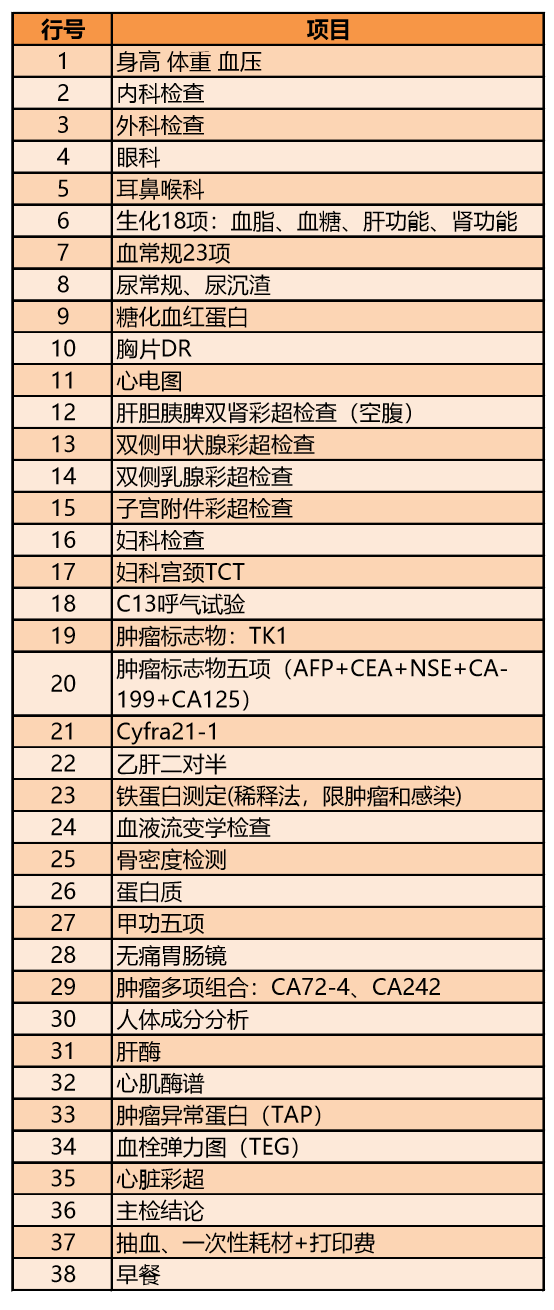 行号 项目
1 身高 体重 血压
2 内科检查
3 外科检查
4 眼科
5 耳鼻喉科
6 生化18项：血脂、血糖、肝功能、肾功能
7 血常规23项
8 尿常规、尿沉渣
9 糖化血红蛋白
10 胸片DR
11 心电图
12 肝胆胰脾双肾彩超检查（空腹）
13 双侧甲状腺彩超检查
14 双侧乳腺彩超检查
15 子宫附件彩超检查
16 妇科检查
17 妇科宫颈TCT
18 C13呼气试验
19 肿瘤标志物：TK1
20 肿瘤标志物五项（AFP+CEA+NSE+CA-
199+CA125）
21 Cyfra21-1
22 乙肝二对半
23 铁蛋白测定(稀释法，限肿瘤和感染)
24 血液流变学检查
25 骨密度检测
26 蛋白质
27 甲功五项
28 无痛胃肠镜
29 肿瘤多项组合：CA72-4、CA242
30 人体成分分析
31 肝酶
32 心肌酶谱
33 肿瘤异常蛋白（TAP）
34 血栓弹力图（TEG）
35 心脏彩超
36 主检结论
37 抽血、一次性耗材+打印费
38 早餐